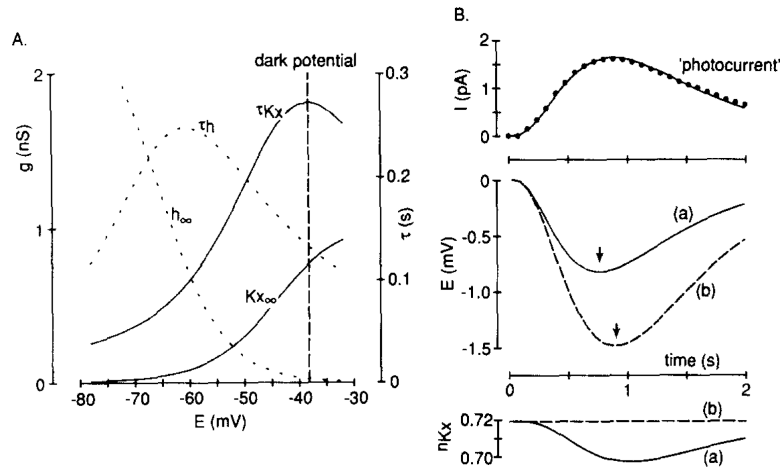 A.
dark potential
2
1
0
g (nS)
0.3
0.2
0.1
0
τ (s)
τKx
τh
h∞
Kx∞
-80 -70 -60 -50 -40 -30
E (mV)
B.
2
1
0
I (pA)
'photocurrent'
0
-0.5
-1.0
-1.5
E (mV)
(a)
(b)
time (s)
0 1 2
0.72
0.70
nKx
(b)
(a)